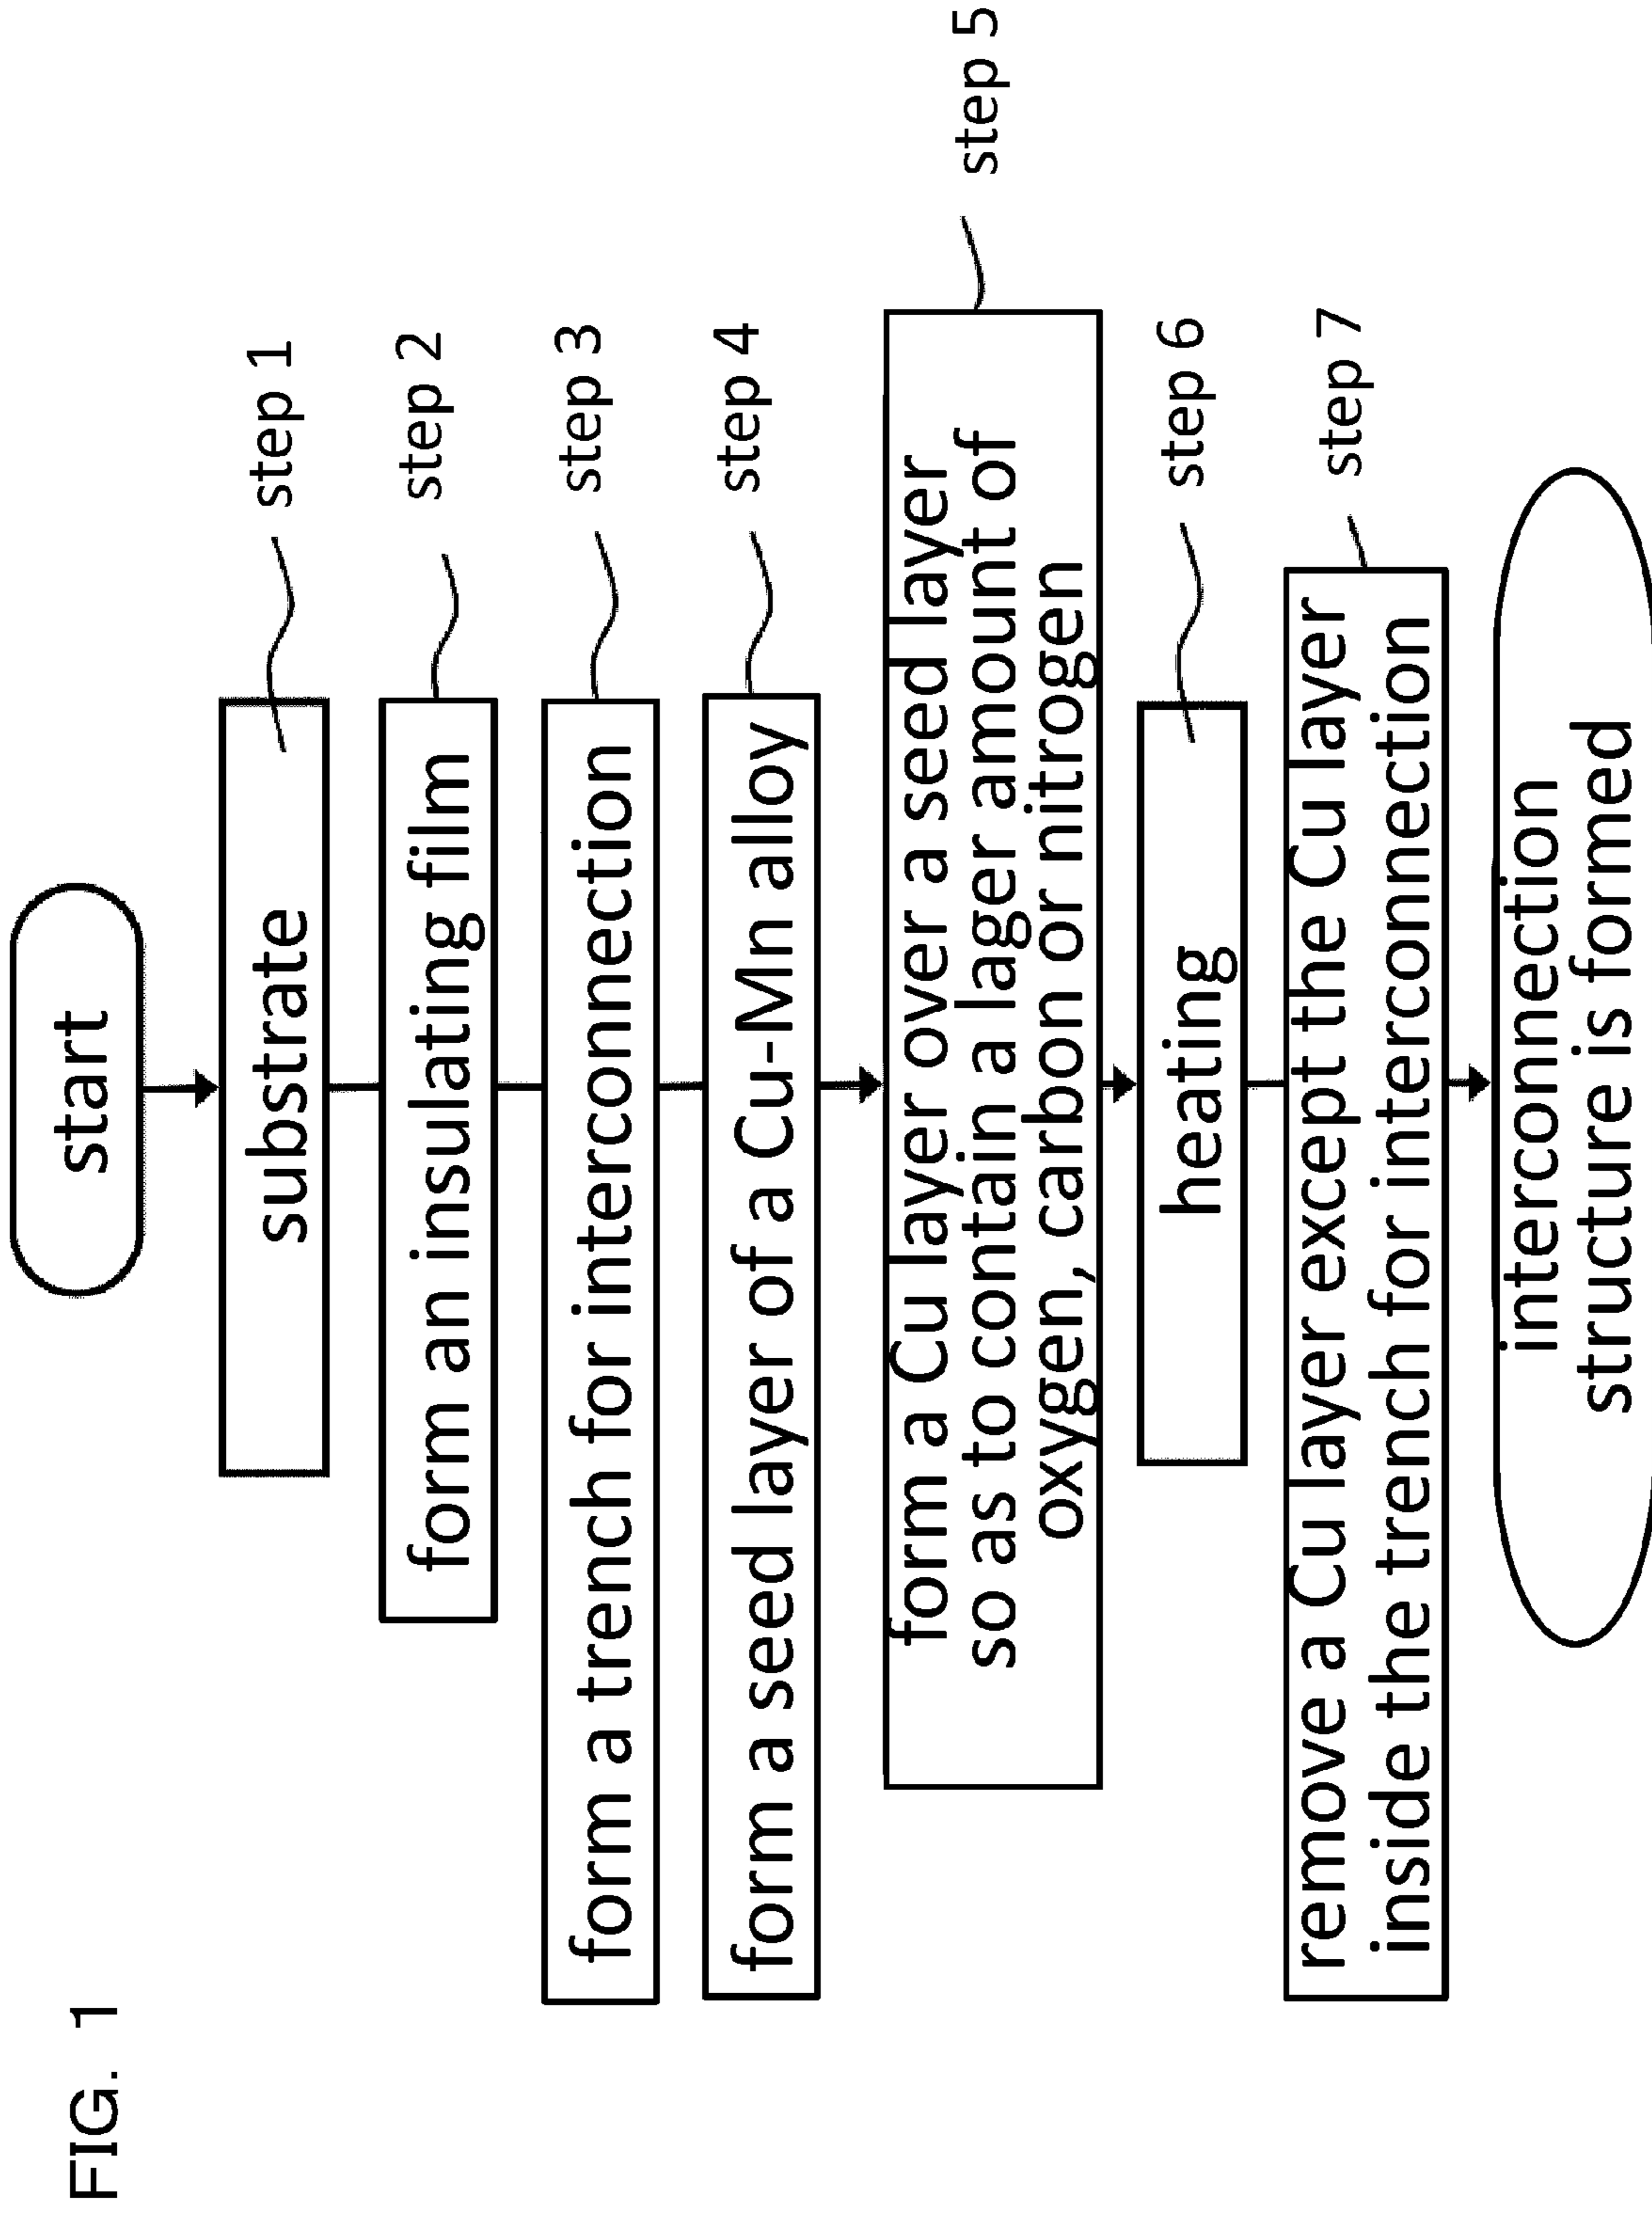 FIG. 1
start
substrate
step 1
form an insulating film
step 2
form a trench for interconnection
step 3
form a seed layer of a Cu-Mn alloy
step 4
form a Cu layer over a seed layer
so as to contain a lager amount of
oxygen, carbon or nitrogen
step 5
heating
step 6
remove a Cu layer except the Cu layer
inside the trench for interconnection
step 7
interconnection
structure is formed